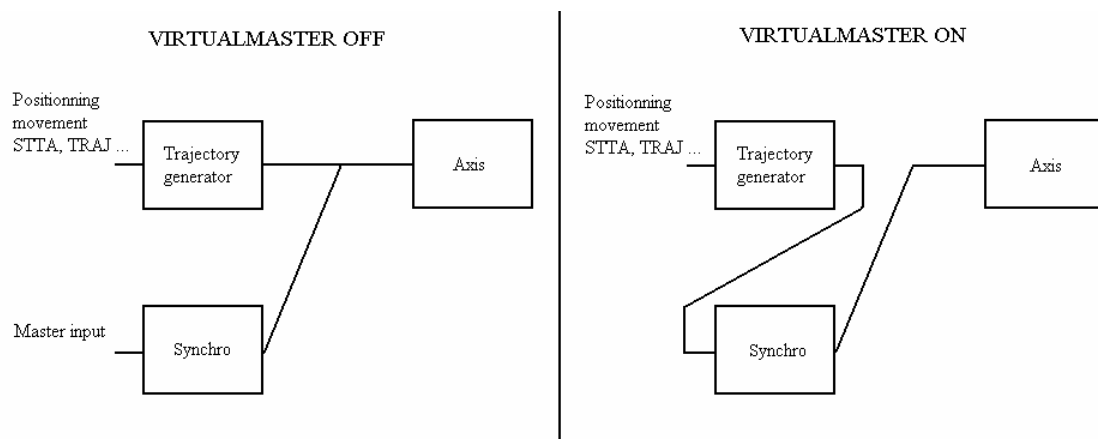 VIRTUALMASTER OFF
Positionning
movement
STTA, TRAJ ...
Trajectory
generator
Axis
Master input
Synchro
VIRTUALMASTER ON
Positionning
movement
STTA, TRAJ ...
Trajectory
generator
Axis
Synchro